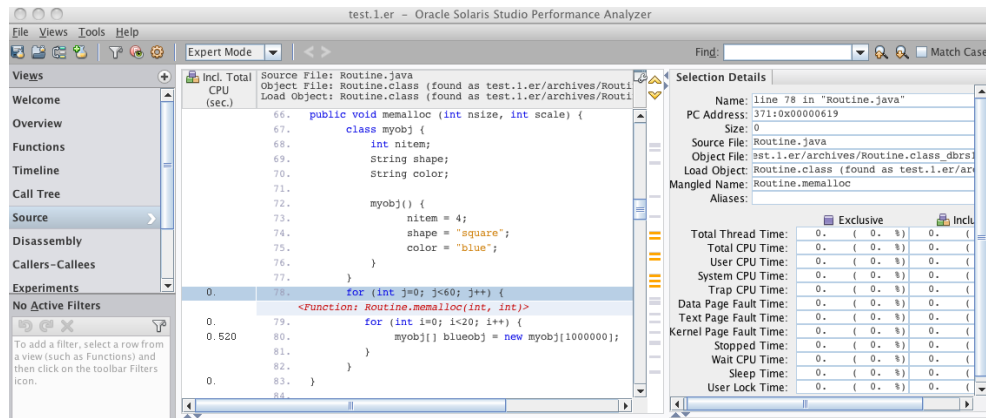 test.1.er – Oracle Solaris Studio Performance Analyzer
File Views Tools Help
Expert Mode
Find:
Match Case
Views
Welcome
Overview
Functions
Timeline
Call Tree
Source
Disassembly
Callers-Callees
Experiments
No Active Filters
To add a filter, select a row from
a view (such as Functions) and
then click on the toolbar Filters
icon.
Incl. Total
CPU
(sec.)
Source File: Routine.java
Object File: Routine.class (found as test.1.er/archives/Routi
Load Object: Routine.class (found as test.1.er/archives/Routi
66. public void memalloc (int nsize, int scale) {
67. class myobj {
68. int nitem;
69. String shape;
70. String color;
71.
72. myobj() {
73. nitem = 4;
74. shape = "square";
75. color = "blue";
76. }
77. }
0. 78. for (int j=0; j<60; j++) {
<Function: Routine.memalloc(int, int)>
0. 79. for (int i=0; i<20; i++) {
0.520 80. myobj[] blueobj = new myobj[1000000];
81. }
82. }
0. 83. }
84.
Selection Details
Name: line 78 in "Routine.java"
PC Address: 371:0x00000619
Size: 0
Source File: Routine.java
Object File: est.1.er/archives/Routine.class_dbrs
Load Object: Routine.class (found as test.1.er/ar
Mangled Name: Routine.memalloc
Aliases:
Exclusive Inclu
Total Thread Time: 0. ( 0. %) 0. (
Total CPU Time: 0. ( 0. %) 0. (
User CPU Time: 0. ( 0. %) 0. (
System CPU Time: 0. ( 0. %) 0. (
Trap CPU Time: 0. ( 0. %) 0. (
Data Page Fault Time: 0. ( 0. %) 0. (
Text Page Fault Time: 0. ( 0. %) 0. (
Kernel Page Fault Time: 0. ( 0. %) 0. (
Stopped Time: 0. ( 0. %) 0. (
Wait CPU Time: 0. ( 0. %) 0. (
Sleep Time: 0. ( 0. %) 0. (
User Lock Time: 0. ( 0. %) 0. (